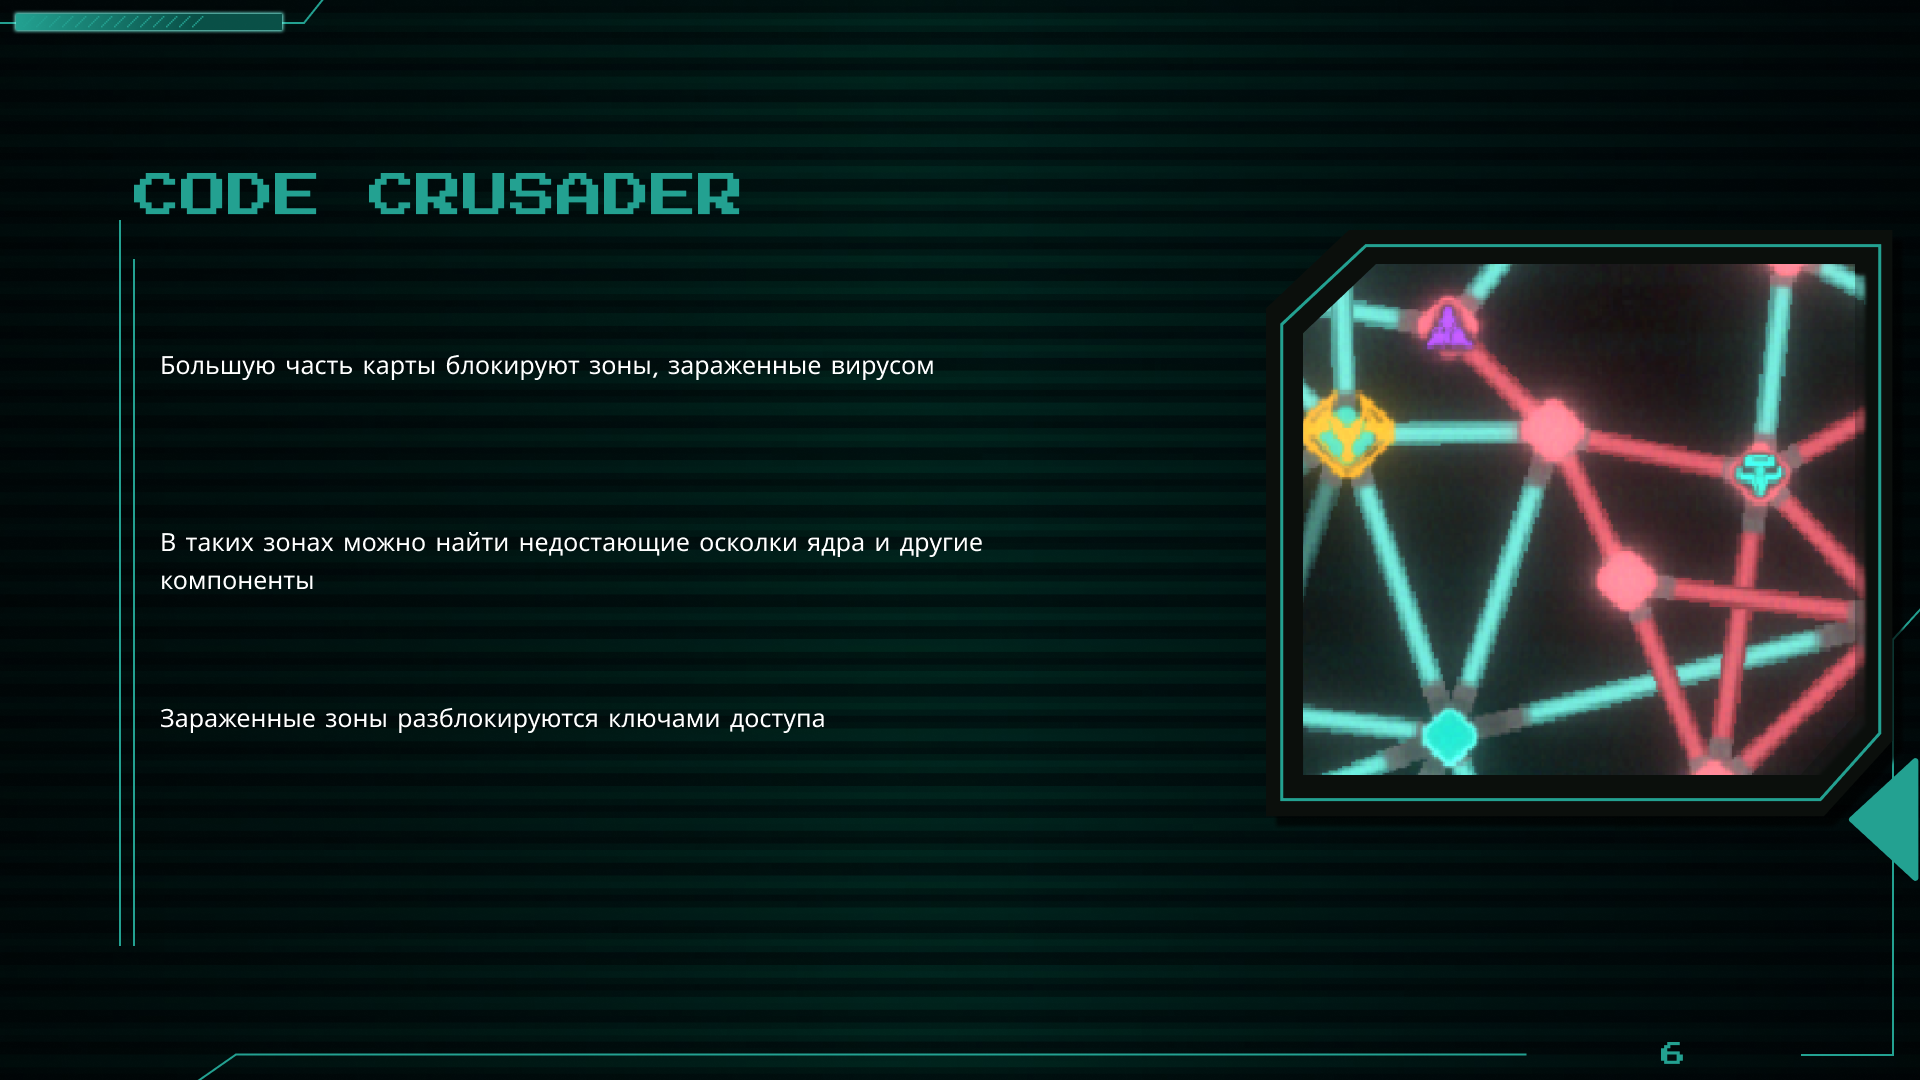 CODE CRUSADER
Большую часть карты блокируют зоны, зараженные вирусом
В таких зонах можно найти недостающие осколки ядра и другие
компоненты
Зараженные зоны разблокируются ключами доступа
6